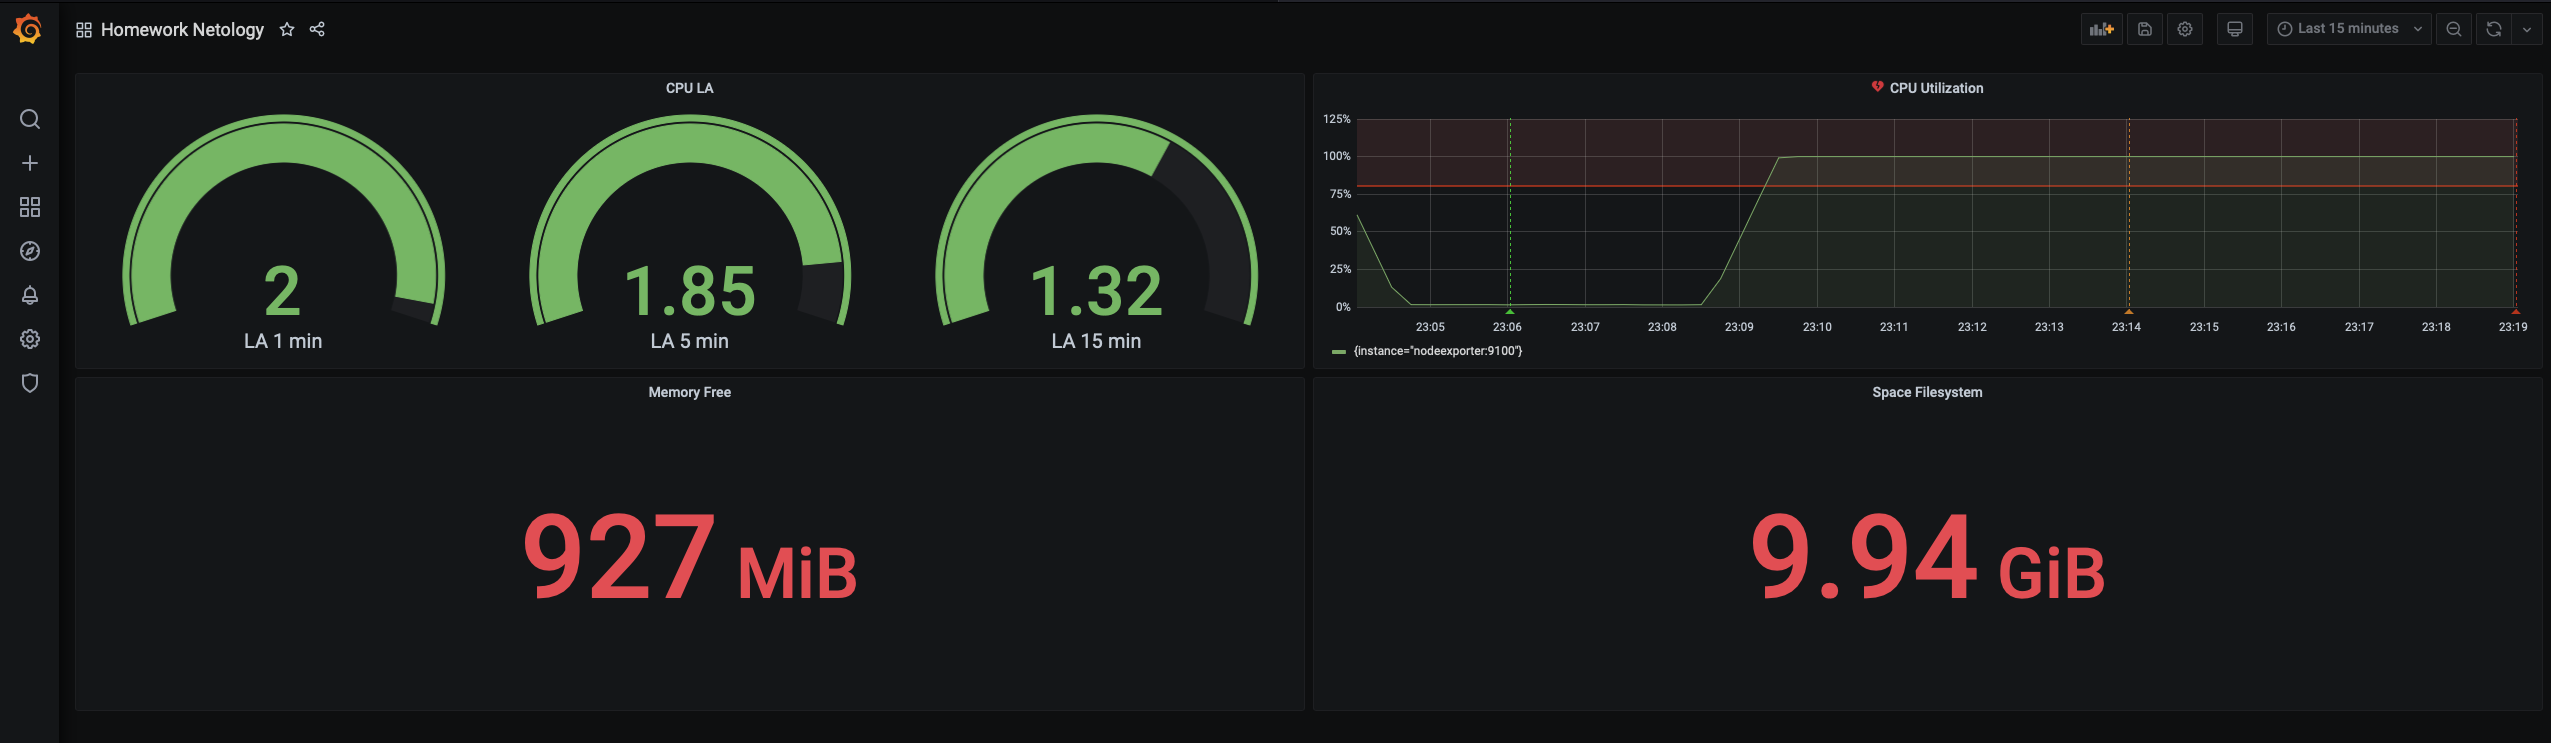 Homework Netology
Last 15 minutes
CPU LA
2
LA 1 min
1.85
LA 5 min
1.32
LA 15 min
CPU Utilization
125%
100%
75%
50%
25%
0%
23:05 23:06 23:07 23:08 23:09 23:10 23:11 23:12 23:13 23:14 23:15 23:16 23:17 23:18 23:19
{instance="nodeexporter:9100"}
Memory Free
927 MiB
Space Filesystem
9.94 GiB